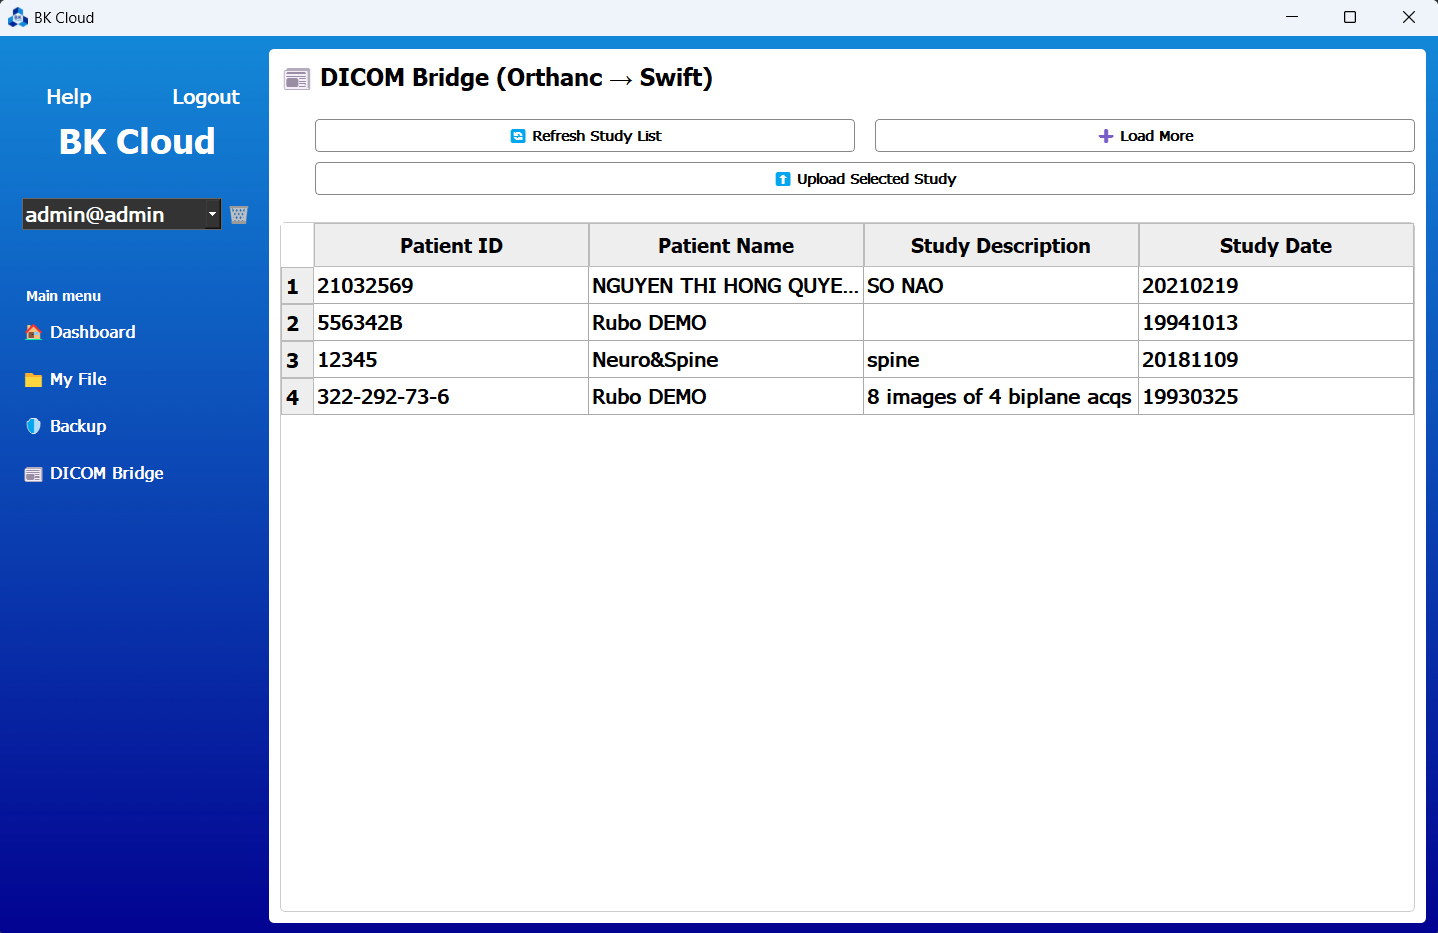 BK Cloud
Help Logout
BK Cloud
admin@admin
Main menu
Dashboard
My File
Backup
DICOM Bridge
DICOM Bridge (Orthanc → Swift)
Refresh Study List Load More
Upload Selected Study
Patient ID Patient Name Study Description Study Date
1 21032569 NGUYEN THI HONG QUYE... SO NAO 20210219
2 556342B Rubo DEMO 19941013
3 12345 Neuro&Spine spine 20181109
4 322-292-73-6 Rubo DEMO 8 images of 4 biplane acqs 19930325